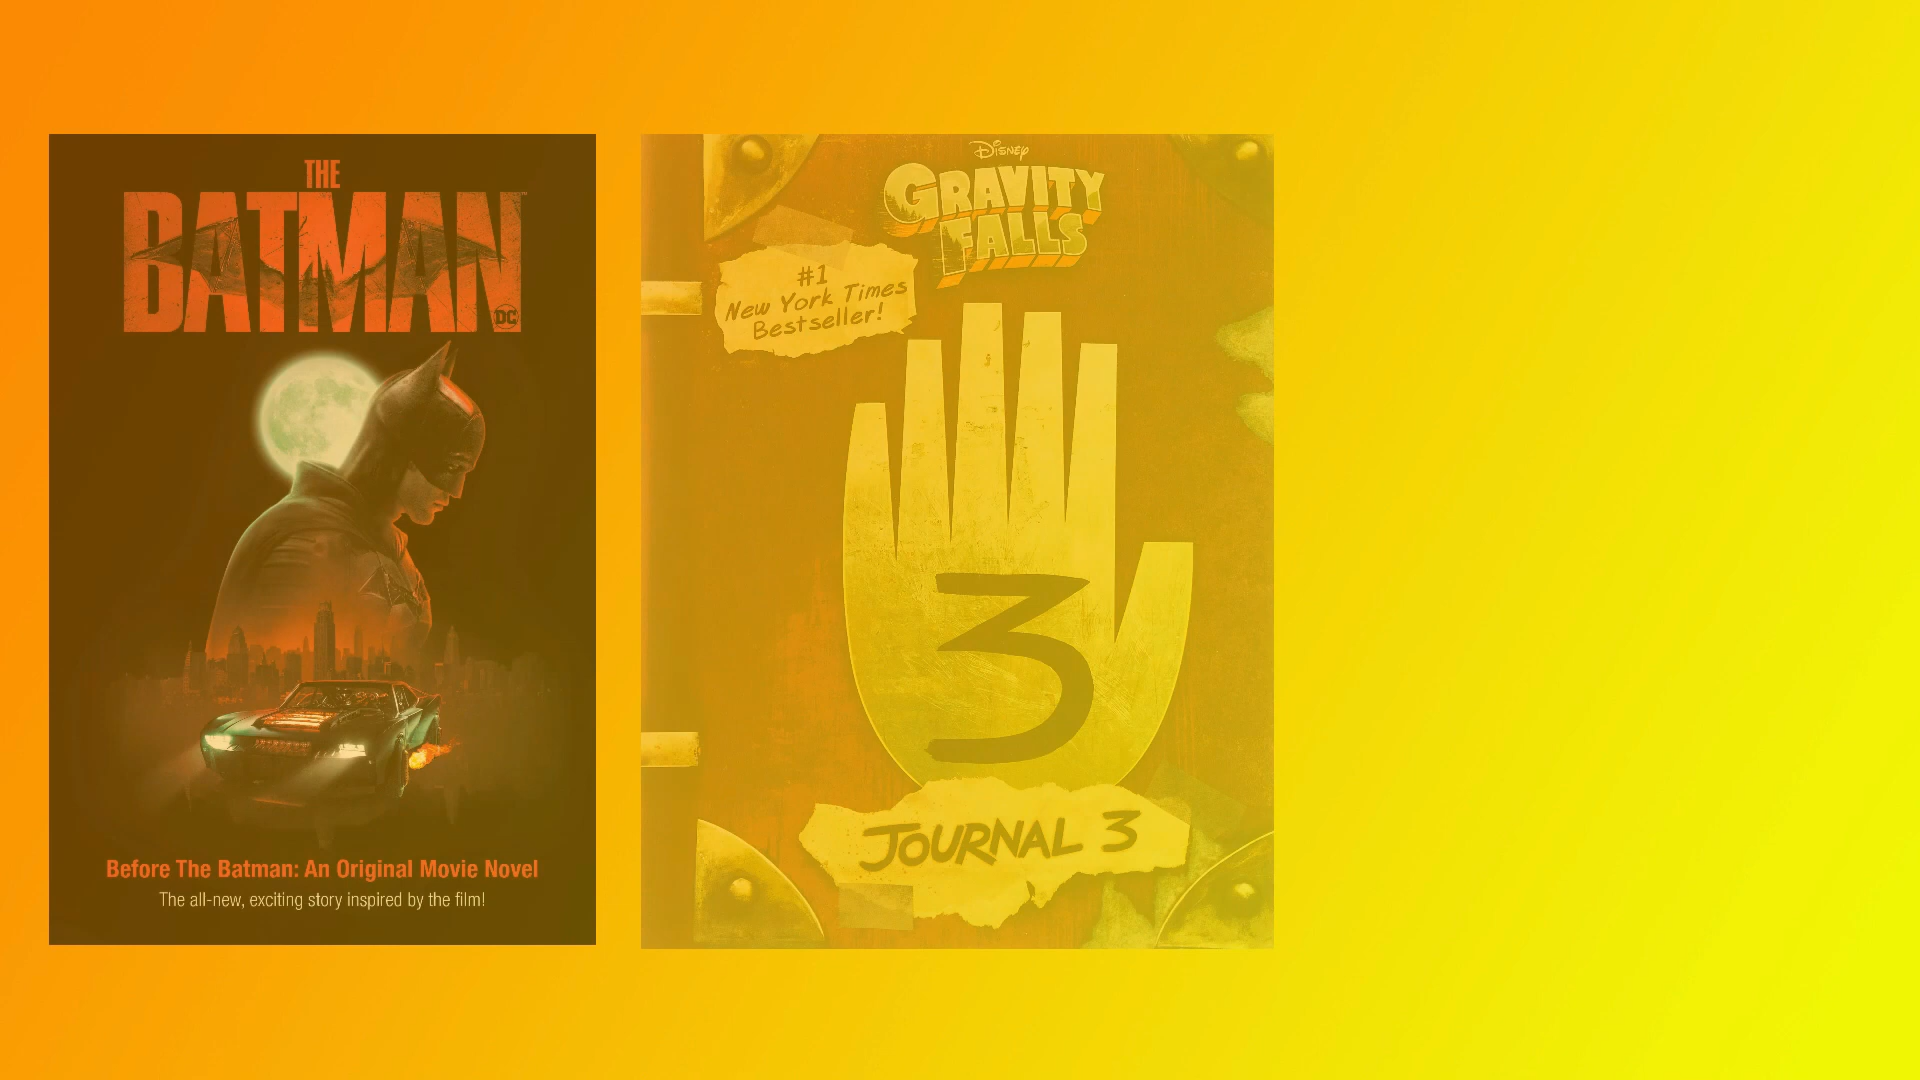 THE
BATMAN
DC
Before The Batman: An Original Movie Novel
The all-new, exciting story inspired by the film!
Disney
GRAVITY
FALLS
#1
New York Times
Bestseller!
3
JOURNAL 3